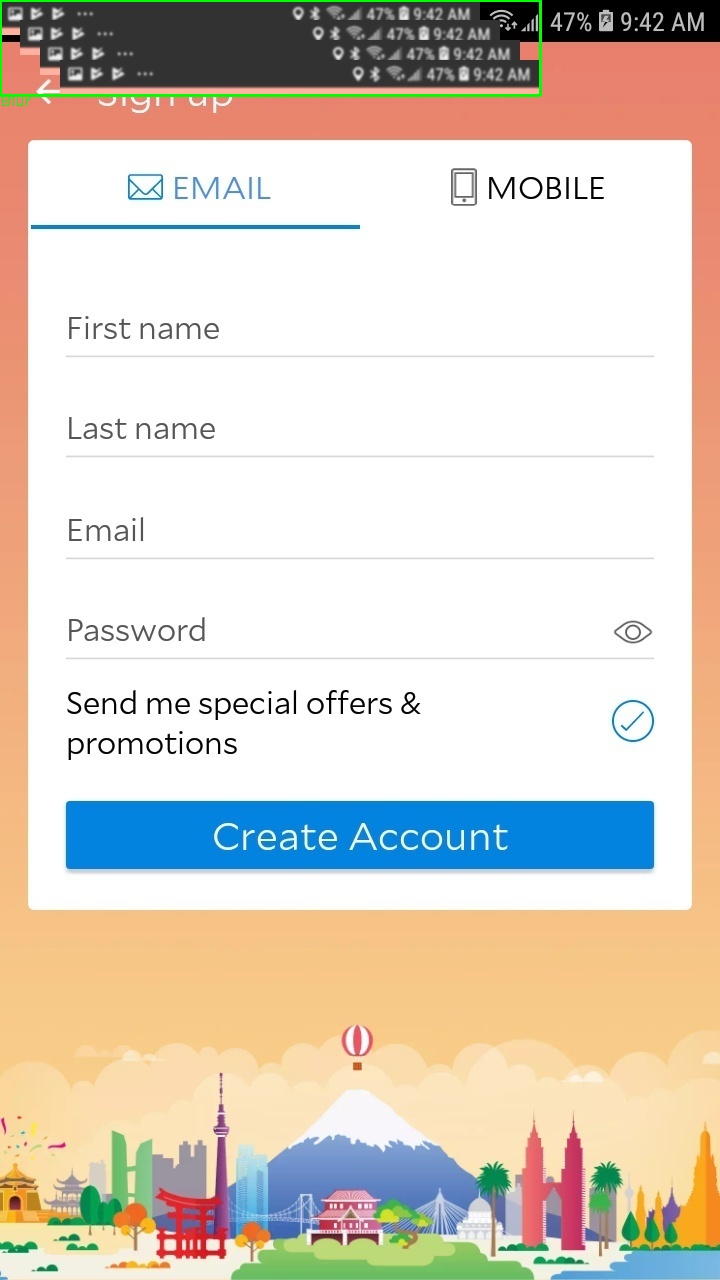 47% 9:42 AM
47% 9:42 AM
47% 9:42 AM
47% 9:42 AM
47% 9:42 AM
Blur
Sign up
EMAIL
MOBILE
First name
Last name
Email
Password
Send me special offers &
promotions
Create Account